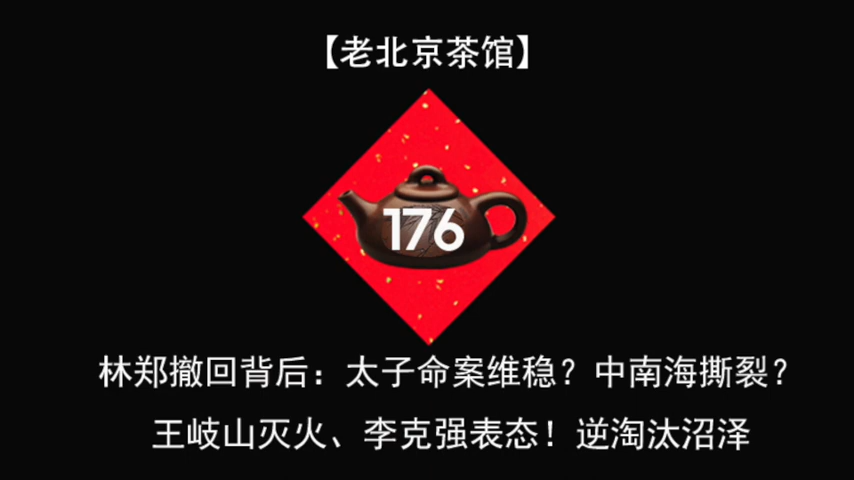 【老北京茶馆】
176
林郑撤回背后：太子命案维稳？中南海撕裂？
王岐山灭火、李克强表态！逆淘汰沼泽